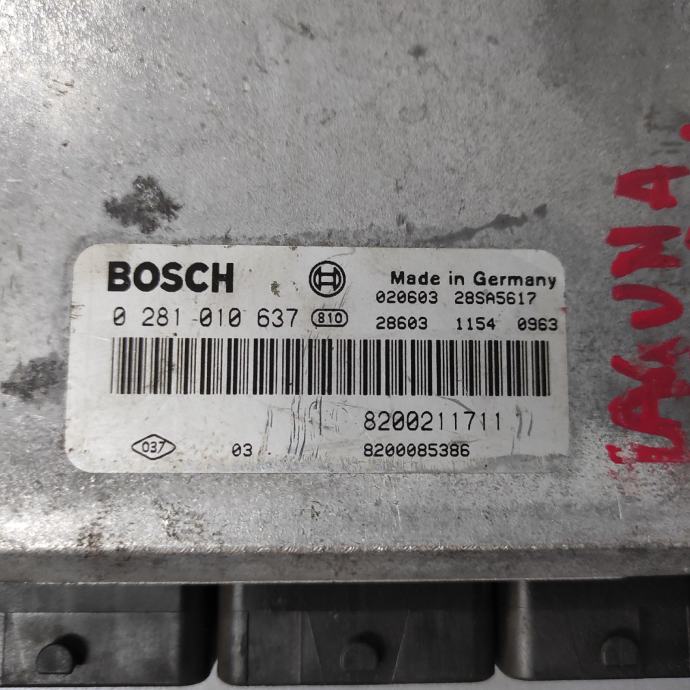 BOSCH
Made in Germany
020603 28SA5617
0 281 010 637 810
28603 1154 0963
8200211711
037 03 8200085386
LAGUNA